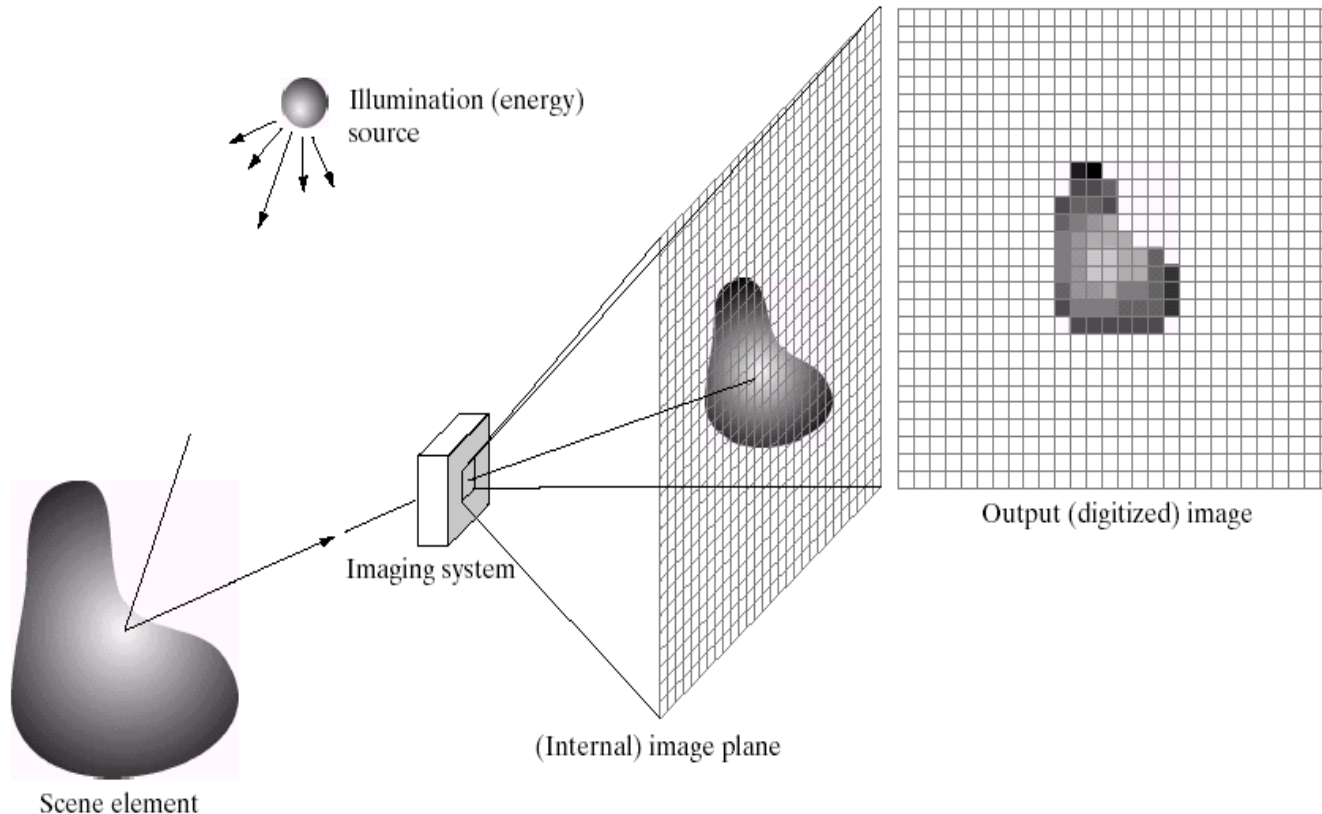 Illumination (energy)
source
Output (digitized) image
Imaging system
(Internal) image plane
Scene element